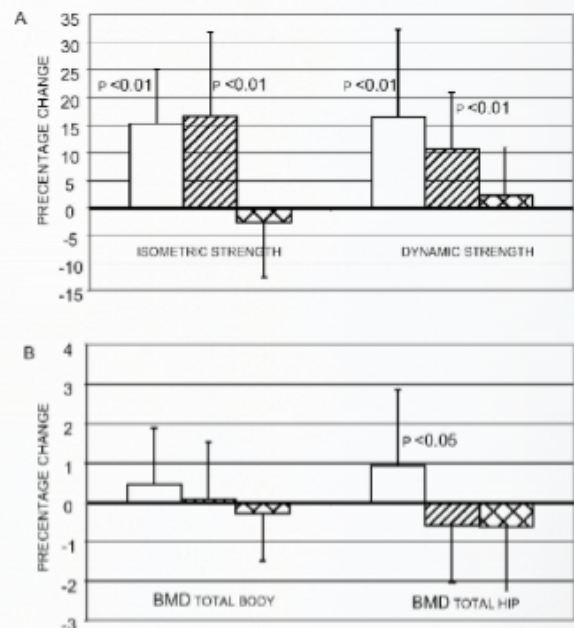 A
PRECENTAGE CHANGE
35
30
25
20
15
10
5
0
-5
-10
-15
P <0.01
P <0.01
P <0.01
P <0.01
ISOMETRIC STRENGTH
DYNAMIC STRENGTH
B
PRECENTAGE CHANGE
4
3
2
1
0
-1
-2
-3
P <0.05
BMD TOTAL BODY
BMD TOTAL HIP